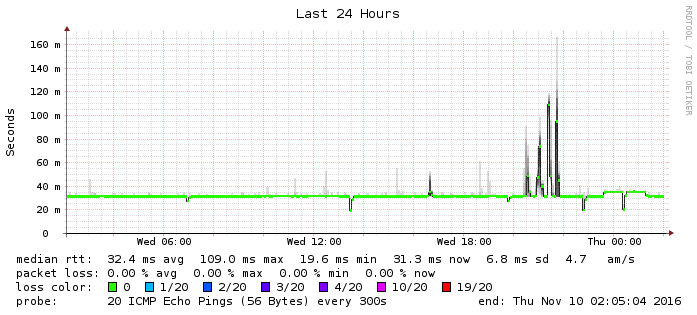 Last 24 Hours
RRDTOOL / TOBI OETIKER
Seconds
160 m
140 m
120 m
100 m
80 m
60 m
40 m
20 m
0
Wed 06:00 Wed 12:00 Wed 18:00 Thu 00:00
median rtt: 32.4 ms avg 109.0 ms max 19.6 ms min 31.3 ms now 6.8 ms sd 4.7 am/s
packet loss: 0.00 % avg 0.00 % max 0.00 % min 0.00 % now
loss color: 0 1/20 2/20 3/20 4/20 10/20 19/20
probe: 20 ICMP Echo Pings (56 Bytes) every 300s end: Thu Nov 10 02:05:04 2016